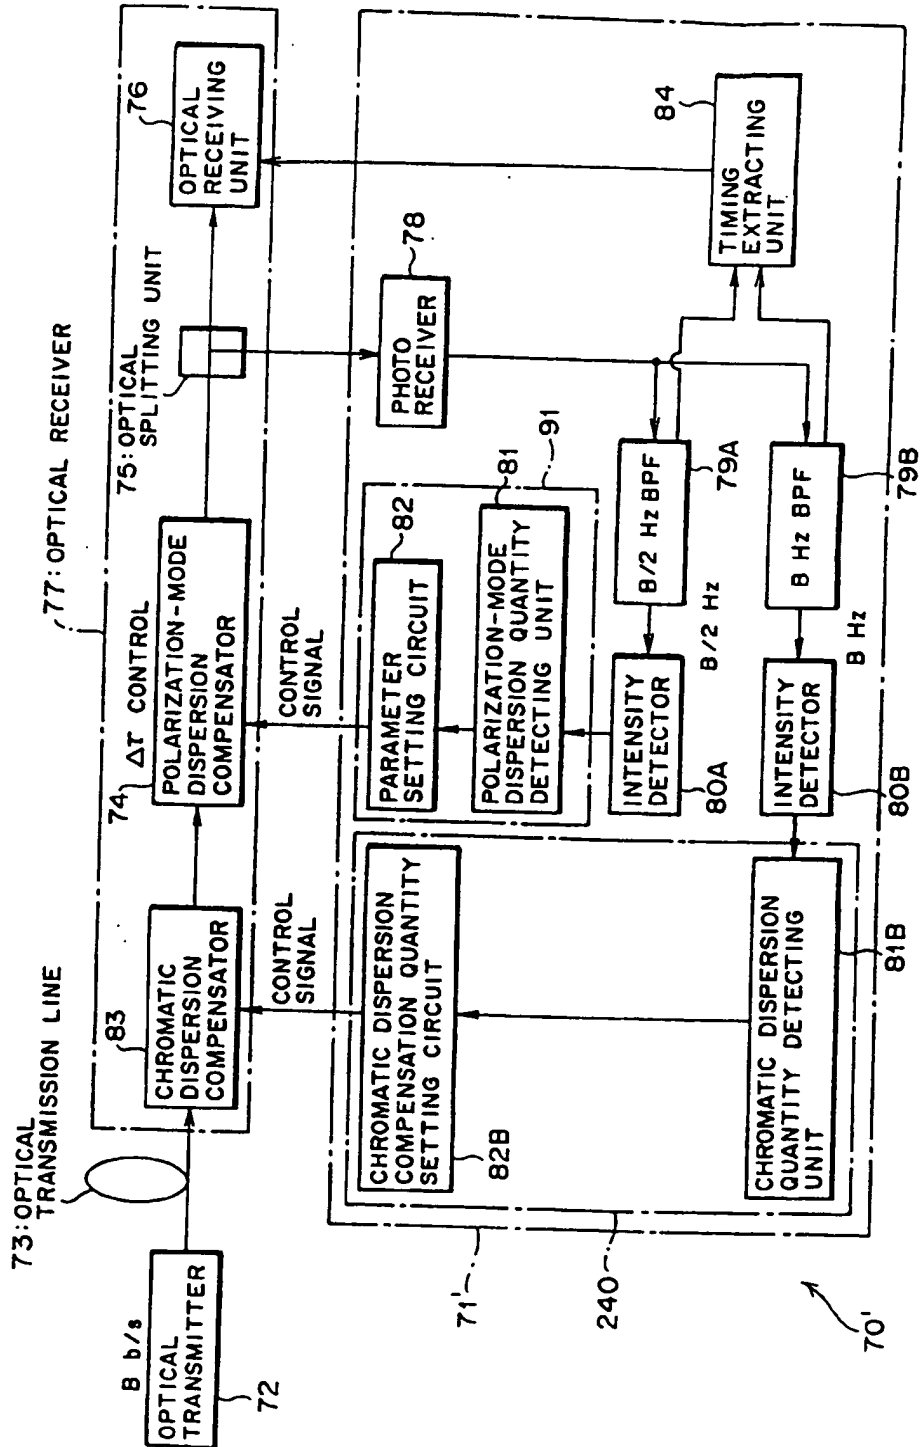 77:OPTICAL RECEIVER
73:OPTICAL
TRANSMISSION LINE
B b/s
OPTICAL
TRANSMITTER
72
83
CHROMATIC
DISPERSION
COMPENSATOR
74
Δτ CONTROL
POLARIZATION-MODE
DISPERSION
COMPENSATOR
75:OPTICAL
SPLITTING UNIT
76
OPTICAL
RECEIVING
UNIT
CONTROL
SIGNAL
CONTROL
SIGNAL
CHROMATIC DISPERSION
COMPENSATION QUANTITY
SETTING CIRCUIT
82B
PARAMETER
SETTING CIRCUIT
82
POLARIZATION-MODE
DISPERSION QUANTITY
DETECTING UNIT
81
91
PHOTO
RECEIVER
78
TIMING
EXTRACTING
UNIT
84
INTENSITY
DETECTOR
80A
B/2 Hz
B/2 Hz BPF
79A
CHROMATIC DISPERSION
QUANTITY DETECTING
UNIT
81B
INTENSITY
DETECTOR
80B
B Hz
B Hz BPF
79B
71'
240
70'